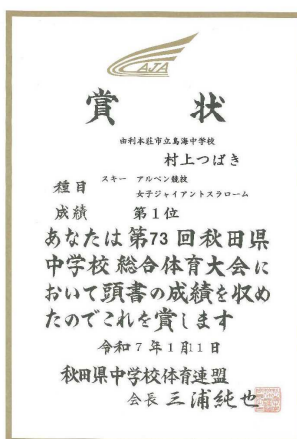 CAJA
賞状
由利本荘市立鳥海中学校
村上つばき
種目
スキー アルペン競技
女子ジャイアントスラローム
成績 第1位
あなたは第73回秋田県
中学校総合体育大会に
おいて頭書の成績を収め
たのでこれを賞します
令和7年1月11日
秋田県中学校体育連盟
会長 三浦純也